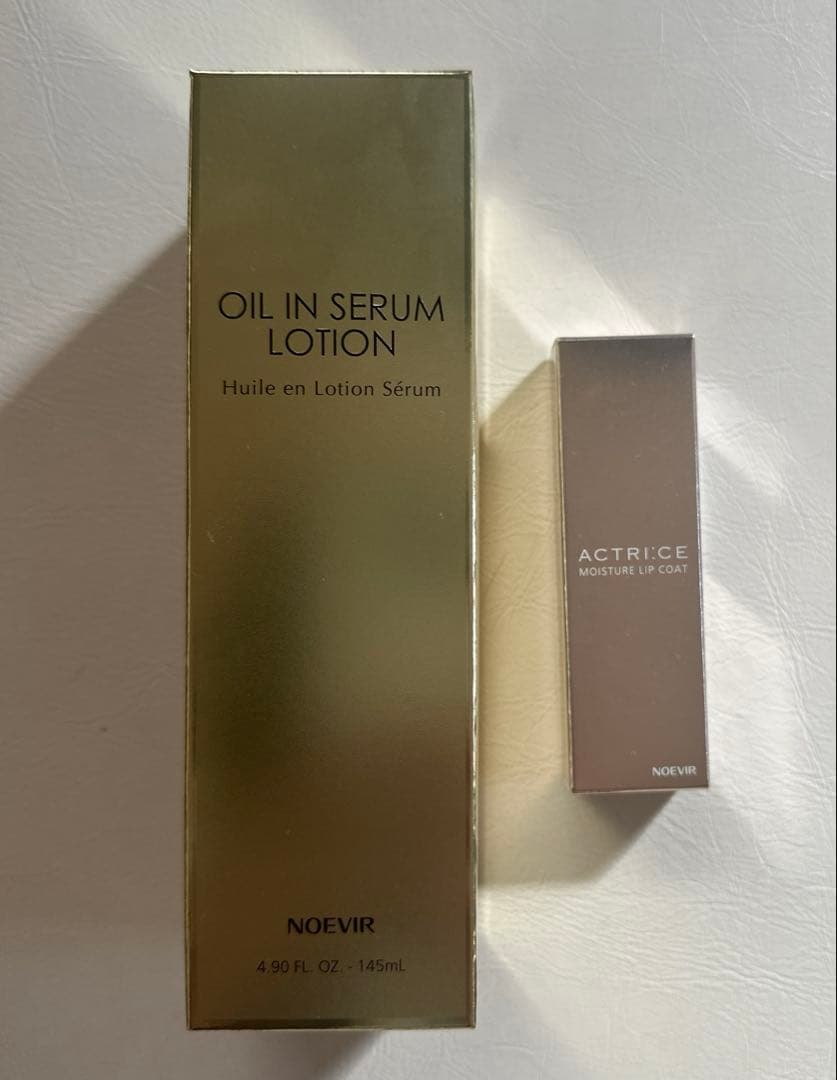 OIL IN SERUM
LOTION
Huile en Lotion Sérum
NOEVIR
4.90 FL. OZ. - 145mL
ACTRI:CE
MOISTURE LIP COAT
NOEVIR